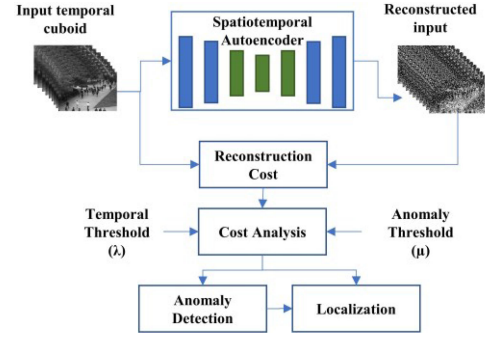 Input temporal
cuboid
Spatiotemporal
Autoencoder
Reconstructed
input
Reconstruction
Cost
Temporal
Threshold
(λ)
Cost Analysis
Anomaly
Threshold
(μ)
Anomaly
Detection
Localization